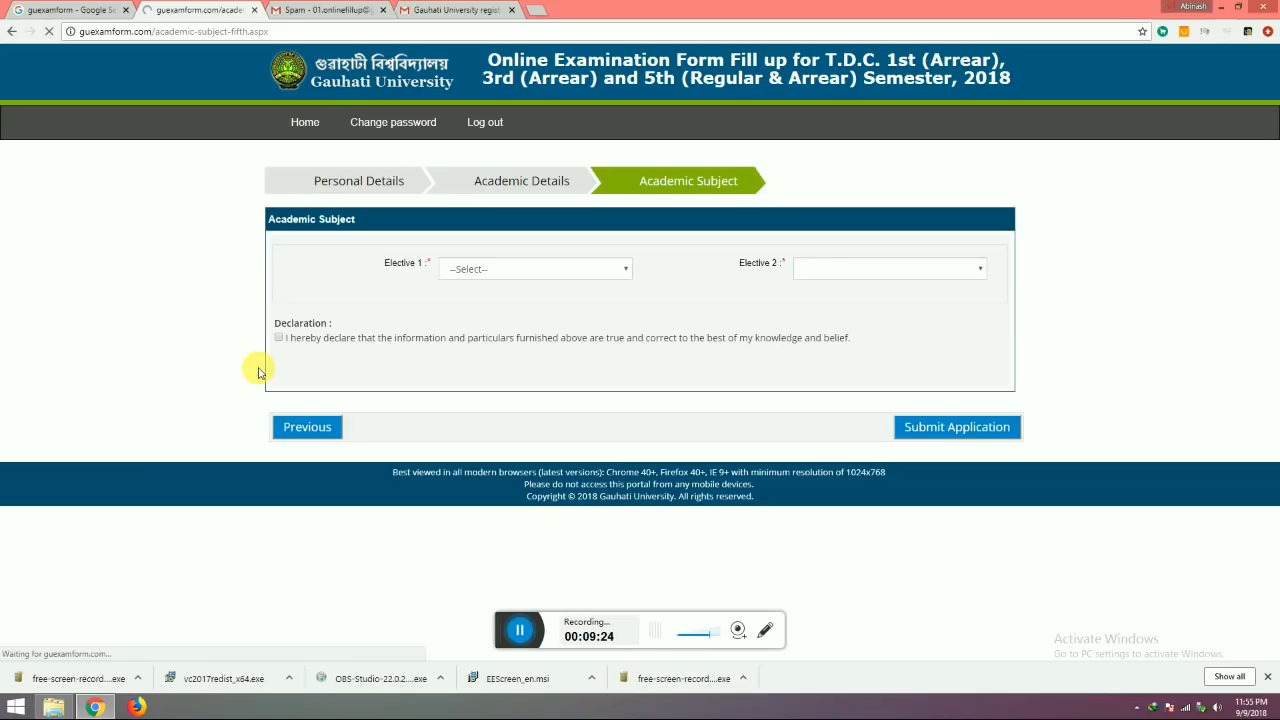 guexamform - Google Se
guexamform.com/acade
Spam - 01.onlinefillup@g
Gauhati University regist
Abinash
guexamform.com/academic-subject-fifth.aspx
গুৱাহাটী বিশ্ববিদ্যালয়
Gauhati University
Online Examination Form Fill up for T.D.C. 1st (Arrear),
3rd (Arrear) and 5th (Regular & Arrear) Semester, 2018
Home
Change password
Log out
Personal Details
Academic Details
Academic Subject
Academic Subject
Elective 1 :*
--Select--
Elective 2 :*
Declaration :
I hereby declare that the information and particulars furnished above are true and correct to the best of my knowledge and belief.
Previous
Submit Application
Best viewed in all modern browsers (latest versions): Chrome 40+, Firefox 40+, IE 9+ with minimum resolution of 1024x768
Please do not access this portal from any mobile devices.
Copyright © 2018 Gauhati University. All rights reserved.
Recording...
00:09:24
Activate Windows
Go to PC settings to activate Windows.
Waiting for guexamform.com...
free-screen-record....exe
vc2017redist_x64.exe
OBS-Studio-22.0.2....exe
EEScreen_en.msi
free-screen-record....exe
Show all
11:55 PM
9/9/2018